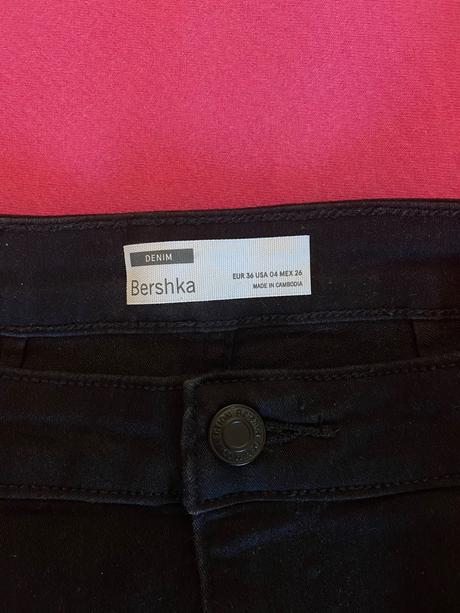 DENIM
Bershka
EUR 36 USA 04 MEX 26
MADE IN CAMBODIA